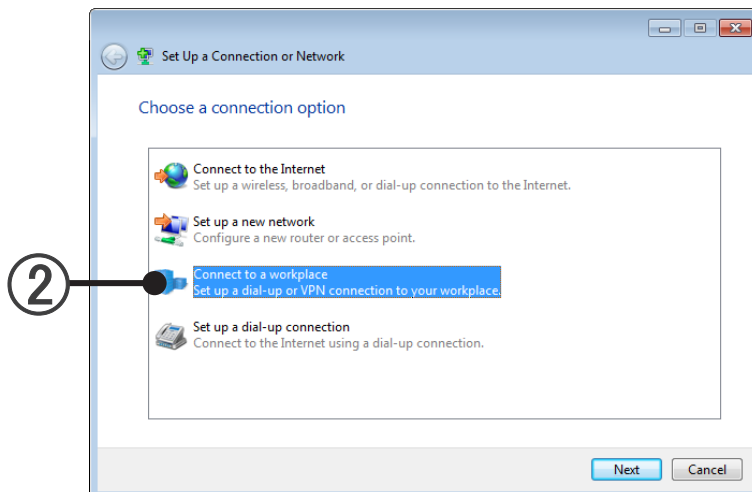 Set Up a Connection or Network
Choose a connection option
Connect to the Internet
Set up a wireless, broadband, or dial-up connection to the Internet.
Set up a new network
Configure a new router or access point.
2
Connect to a workplace
Set up a dial-up or VPN connection to your workplace.
Set up a dial-up connection
Connect to the Internet using a dial-up connection.
Next Cancel